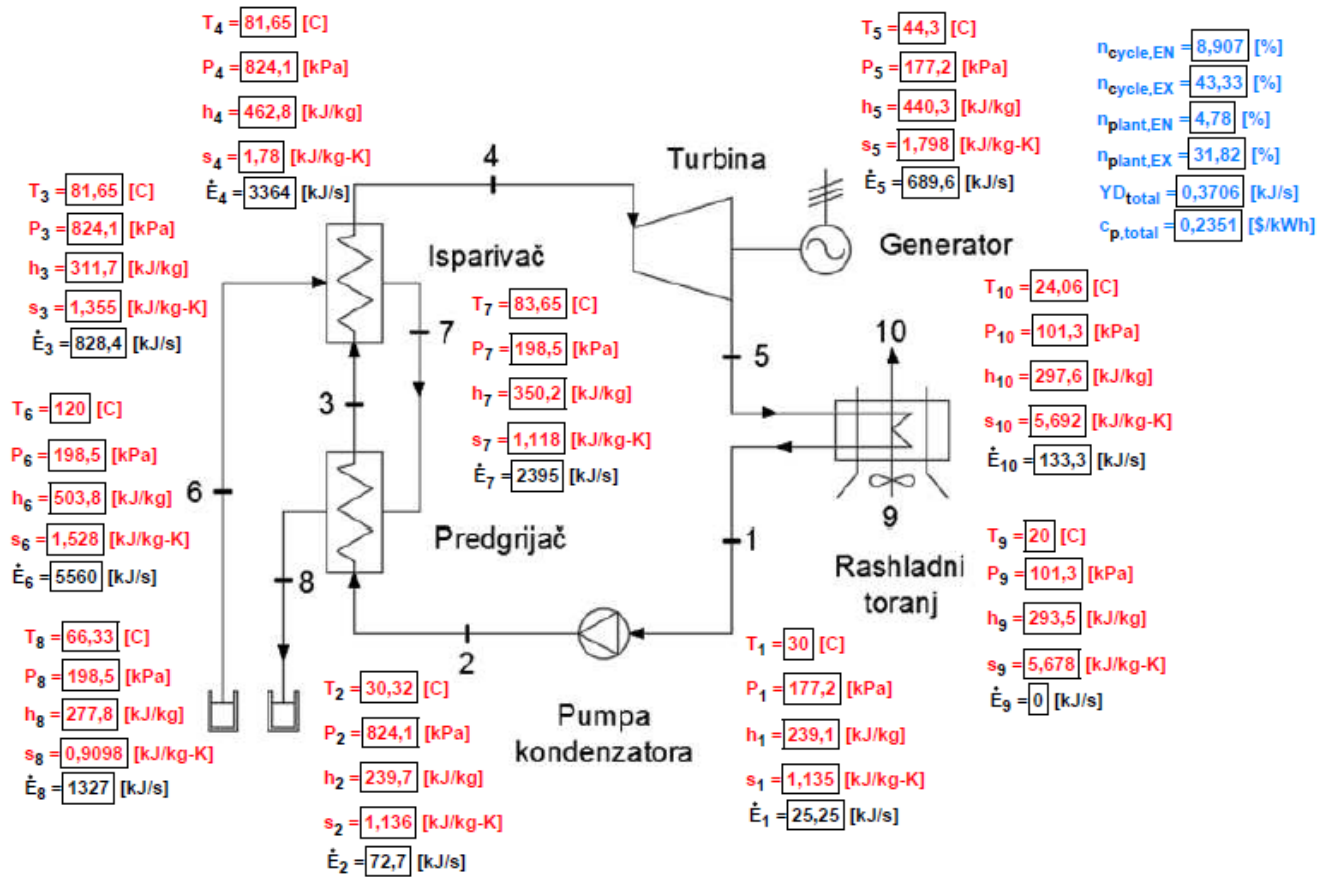 T4 = 81,65 [C]
P4 = 824,1 [kPa]
h4 = 462,8 [kJ/kg]
s4 = 1,78 [kJ/kg-K]
Ė4 = 3364 [kJ/s]
4
T5 = 44,3 [C]
P5 = 177,2 [kPa]
h5 = 440,3 [kJ/kg]
s5 = 1,798 [kJ/kg-K]
Ė5 = 689,6 [kJ/s]
ncycle,EN = 8,907 [%]
ncycle,EX = 43,33 [%]
nplant,EN = 4,78 [%]
nplant,EX = 31,82 [%]
YDtotal = 0,3706 [kJ/s]
cp,total = 0,2351 [$/kWh]
Turbina
Generator
T3 = 81,65 [C]
P3 = 824,1 [kPa]
h3 = 311,7 [kJ/kg]
s3 = 1,355 [kJ/kg-K]
Ė3 = 828,4 [kJ/s]
Isparivač
7
3
T7 = 83,65 [C]
P7 = 198,5 [kPa]
h7 = 350,2 [kJ/kg]
s7 = 1,118 [kJ/kg-K]
Ė7 = 2395 [kJ/s]
5
10
T10 = 24,06 [C]
P10 = 101,3 [kPa]
h10 = 297,6 [kJ/kg]
s10 = 5,692 [kJ/kg-K]
Ė10 = 133,3 [kJ/s]
T6 = 120 [C]
P6 = 198,5 [kPa]
h6 = 503,8 [kJ/kg]
s6 = 1,528 [kJ/kg-K]
Ė6 = 5560 [kJ/s]
6
Predgrijač
8
1
9
Rashladni
toranj
T9 = 20 [C]
P9 = 101,3 [kPa]
h9 = 293,5 [kJ/kg]
s9 = 5,678 [kJ/kg-K]
Ė9 = 0 [kJ/s]
T8 = 66,33 [C]
P8 = 198,5 [kPa]
h8 = 277,8 [kJ/kg]
s8 = 0,9098 [kJ/kg-K]
Ė8 = 1327 [kJ/s]
2
T2 = 30,32 [C]
P2 = 824,1 [kPa]
h2 = 239,7 [kJ/kg]
s2 = 1,136 [kJ/kg-K]
Ė2 = 72,7 [kJ/s]
Pumpa
kondenzatora
T1 = 30 [C]
P1 = 177,2 [kPa]
h1 = 239,1 [kJ/kg]
s1 = 1,135 [kJ/kg-K]
Ė1 = 25,25 [kJ/s]